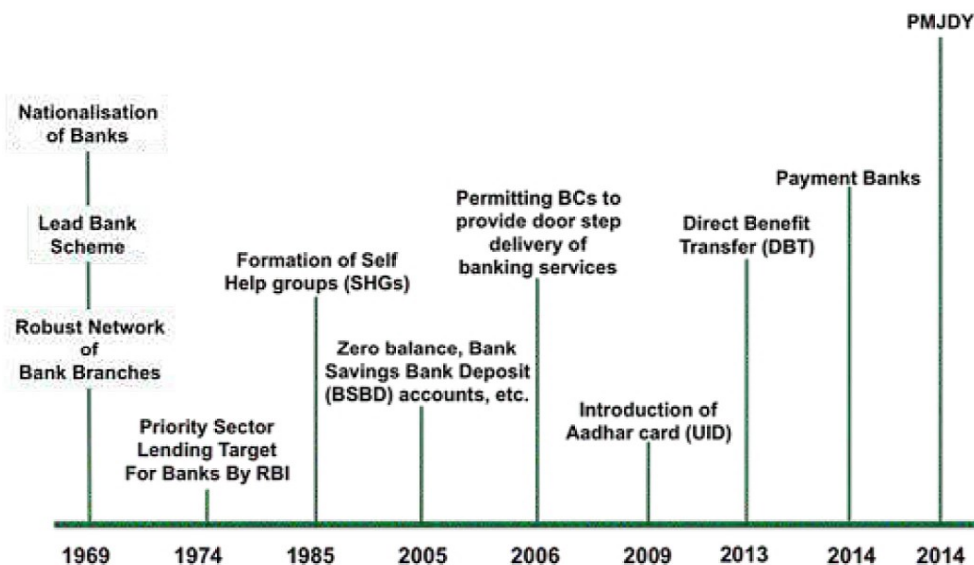 PMJDY
Nationalisation
of Banks
Lead Bank
Scheme
Robust Network
of
Bank Branches
Priority Sector
Lending Target
For Banks By RBI
Formation of Self
Help groups (SHGs)
Zero balance, Bank
Savings Bank Deposit
(BSBD) accounts, etc.
Permitting BCs to
provide door step
delivery of
banking services
Introduction of
Aadhar card (UID)
Direct Benefit
Transfer (DBT)
Payment Banks
1969 1974 1985 2005 2006 2009 2013 2014 2014